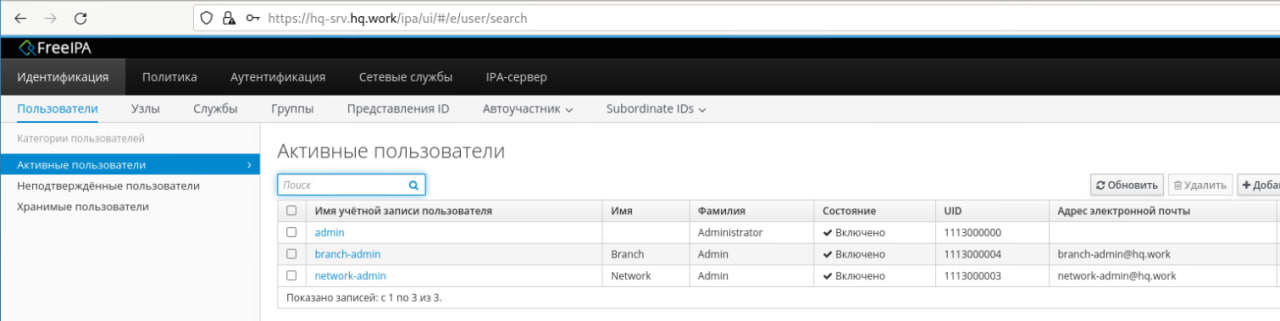 https://hq-srv.hq.work/ipa/ui/#/e/user/search
FreeIPA
Идентификация Политика Аутентификация Сетевые службы IPA-сервер
Пользователи Узлы Службы Группы Представления ID Автоучастник Subordinate IDs
Категории пользователей
Активные пользователи
Неподтверждённые пользователи
Хранимые пользователи
Активные пользователи
Поиск Обновить Удалить
Имя учётной записи пользователя Имя Фамилия Состояние UID Адрес электронной почты
admin Administrator Включено 1113000000
branch-admin Branch Admin Включено 1113000004 branch-admin@hq.work
network-admin Network Admin Включено 1113000003 network-admin@hq.work
Показано записей: с 1 по 3 из 3.